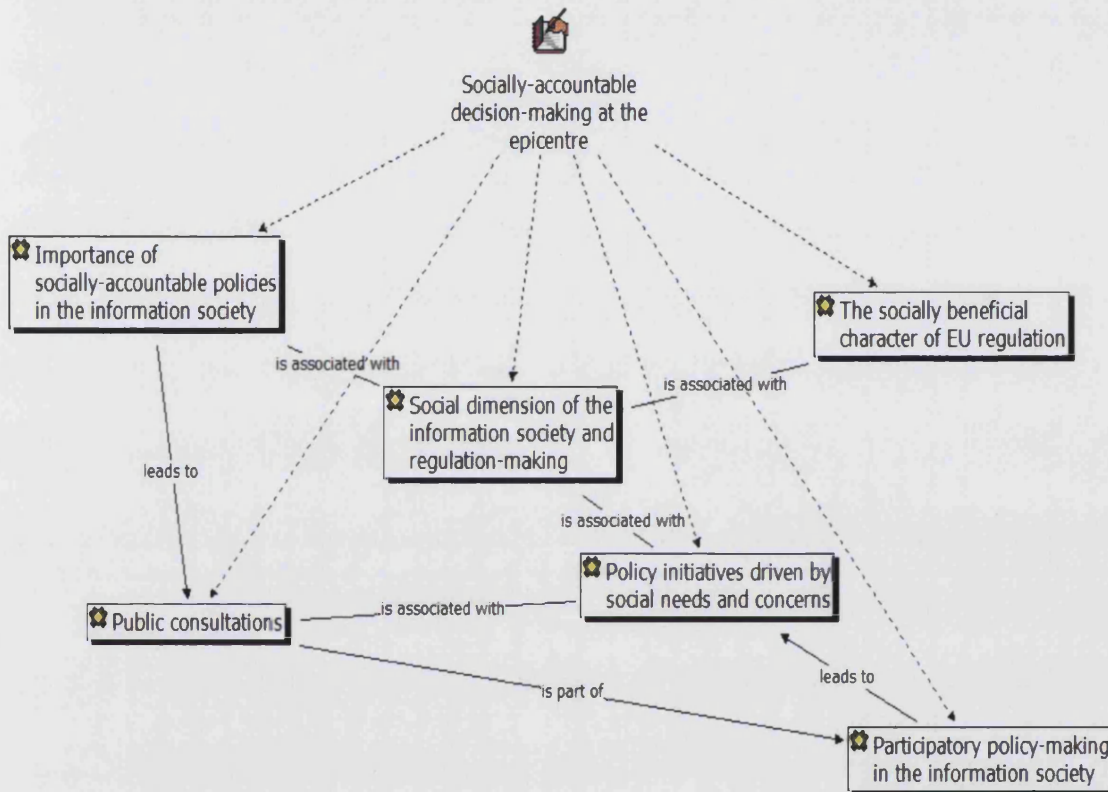 Socially-accountable
decision-making at the
epicentre
Importance of
socially-accountable policies
in the information society
The socially beneficial
character of EU regulation
is associated with
is associated with
Social dimension of the
information society and
regulation-making
leads to
is associated with
Policy initiatives driven by
social needs and concerns
Public consultations
is associated with
leads to
is part of
Participatory policy-making
in the information society